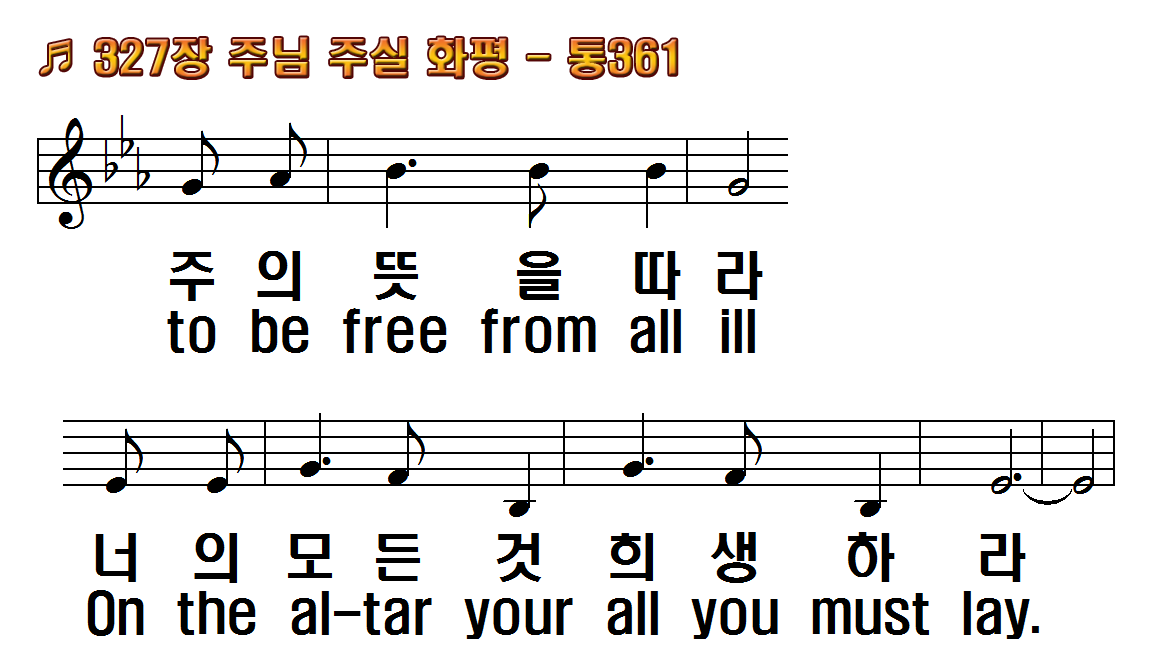 ♬ 327장 주님 주실 화평 - 통361
주 의 뜻 을 따 라
to be free from all ill
너 의 모 든 것 희 생 하 라
On the al-tar your all you must lay.